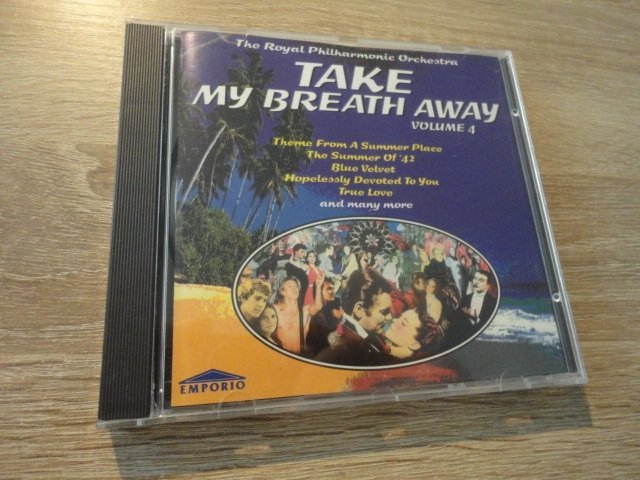 The Royal Philharmonic Orchestra
TAKE
MY BREATH AWAY
VOLUME 4
Theme From A Summer Place
The Summer Of '42
Blue Velvet
Hopelessly Devoted To You
True Love
and many more
EMPORIO